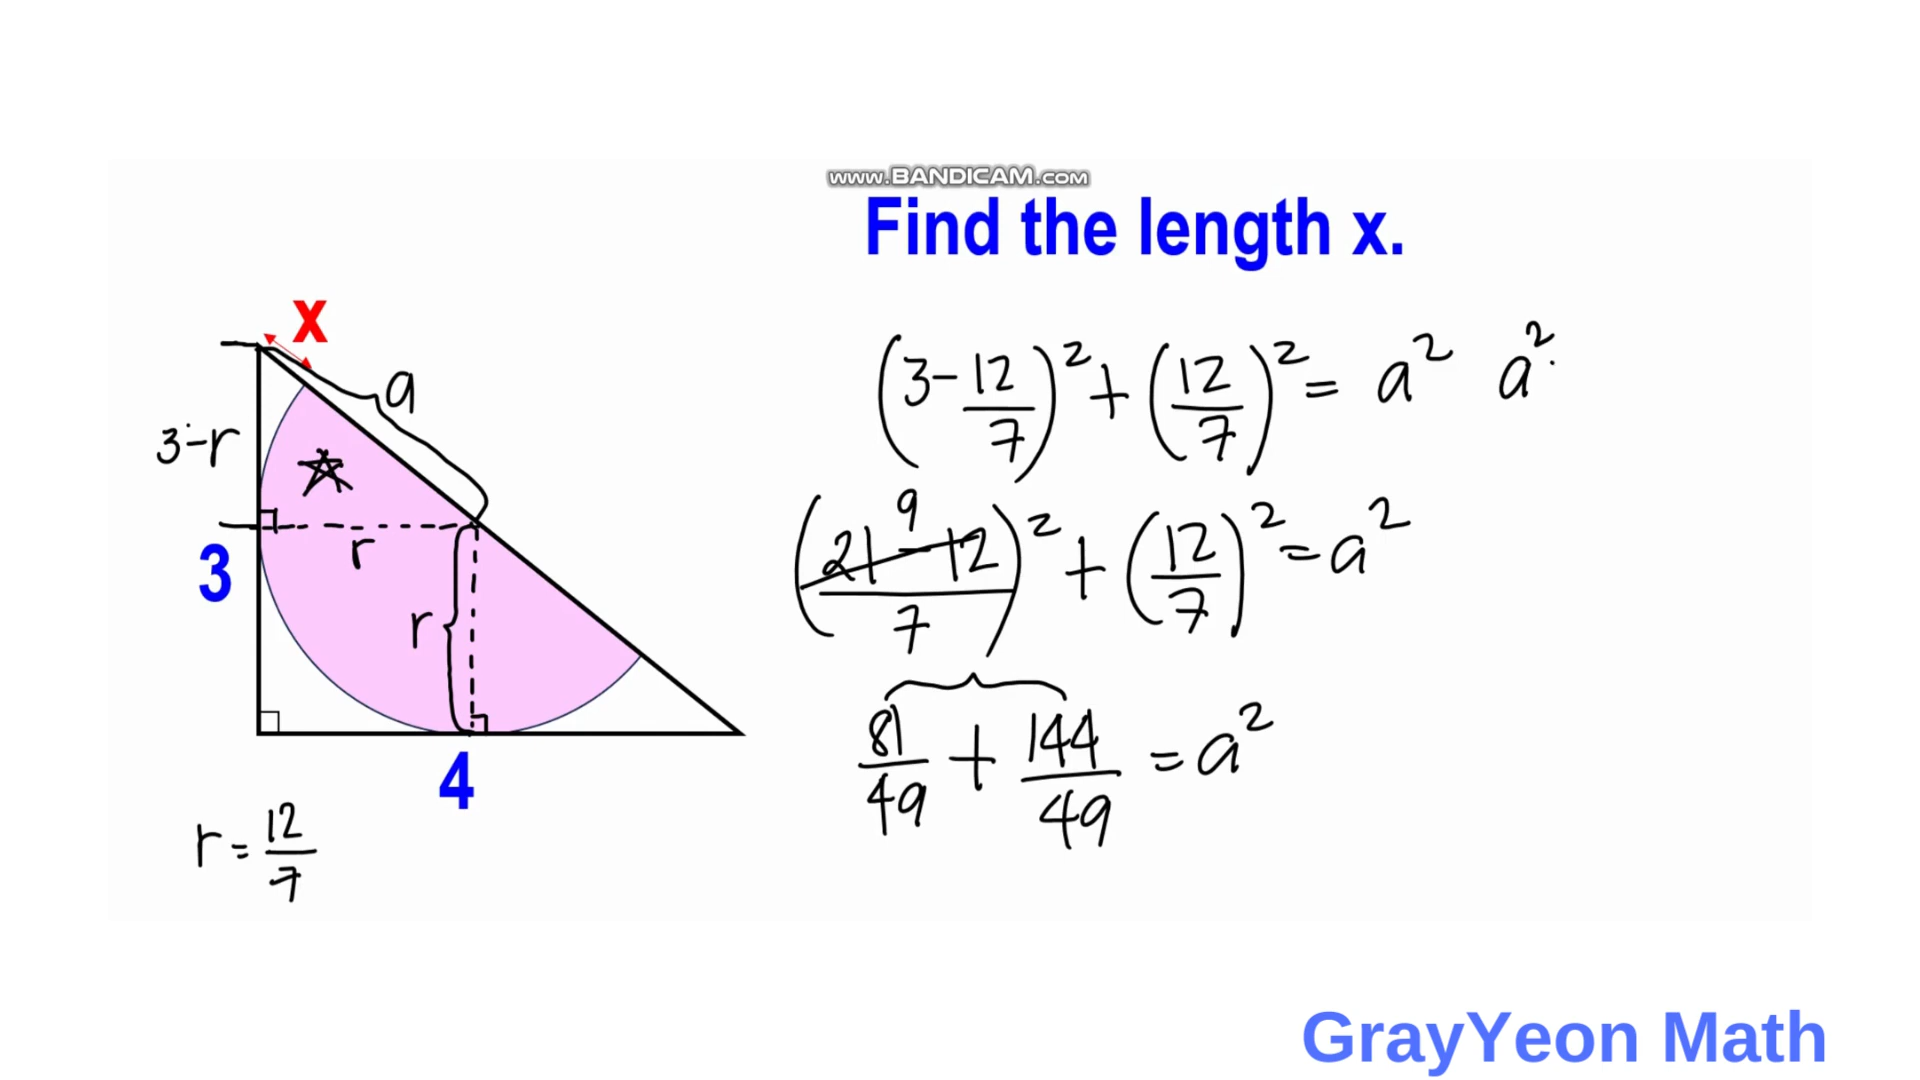 www.BANDICAM.com
Find the length x.
x
a
3-r
r
3
r
4
r = 12/7
(3 - 12/7)² + (12/7)² = a² a²
(21 - 12/7)² 9 + (12/7)² = a²
81/49 + 144/49 = a²
GrayYeon Math